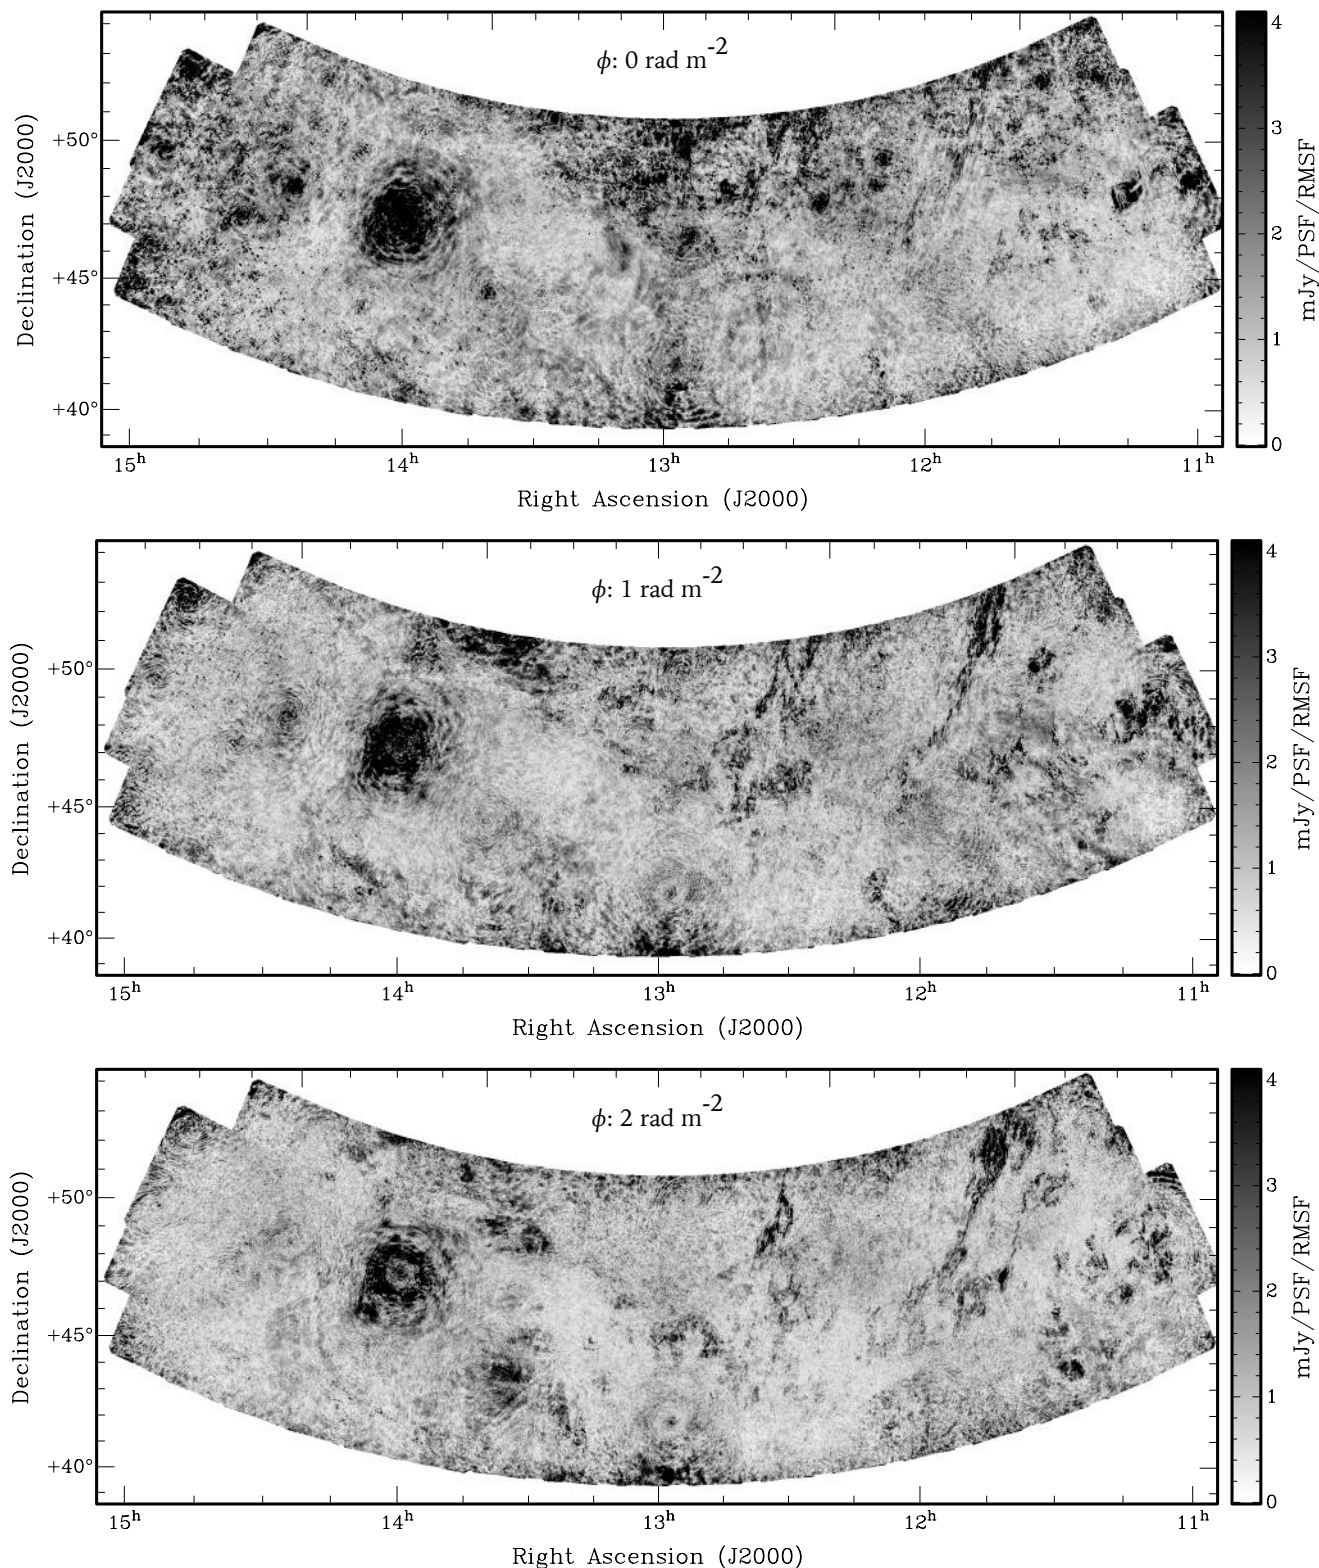 ϕ: 0 rad m-2
4
3
2
1
0
mJy/PSF/RMSF
+50°
+45°
+40°
Declination (J2000)
15h 14h 13h 12h 11h
Right Ascension (J2000)
ϕ: 1 rad m-2
4
3
2
1
0
mJy/PSF/RMSF
+50°
+45°
+40°
Declination (J2000)
15h 14h 13h 12h 11h
Right Ascension (J2000)
ϕ: 2 rad m-2
4
3
2
1
0
mJy/PSF/RMSF
+50°
+45°
+40°
Declination (J2000)
15h 14h 13h 12h 11h
Right Ascension (J2000)